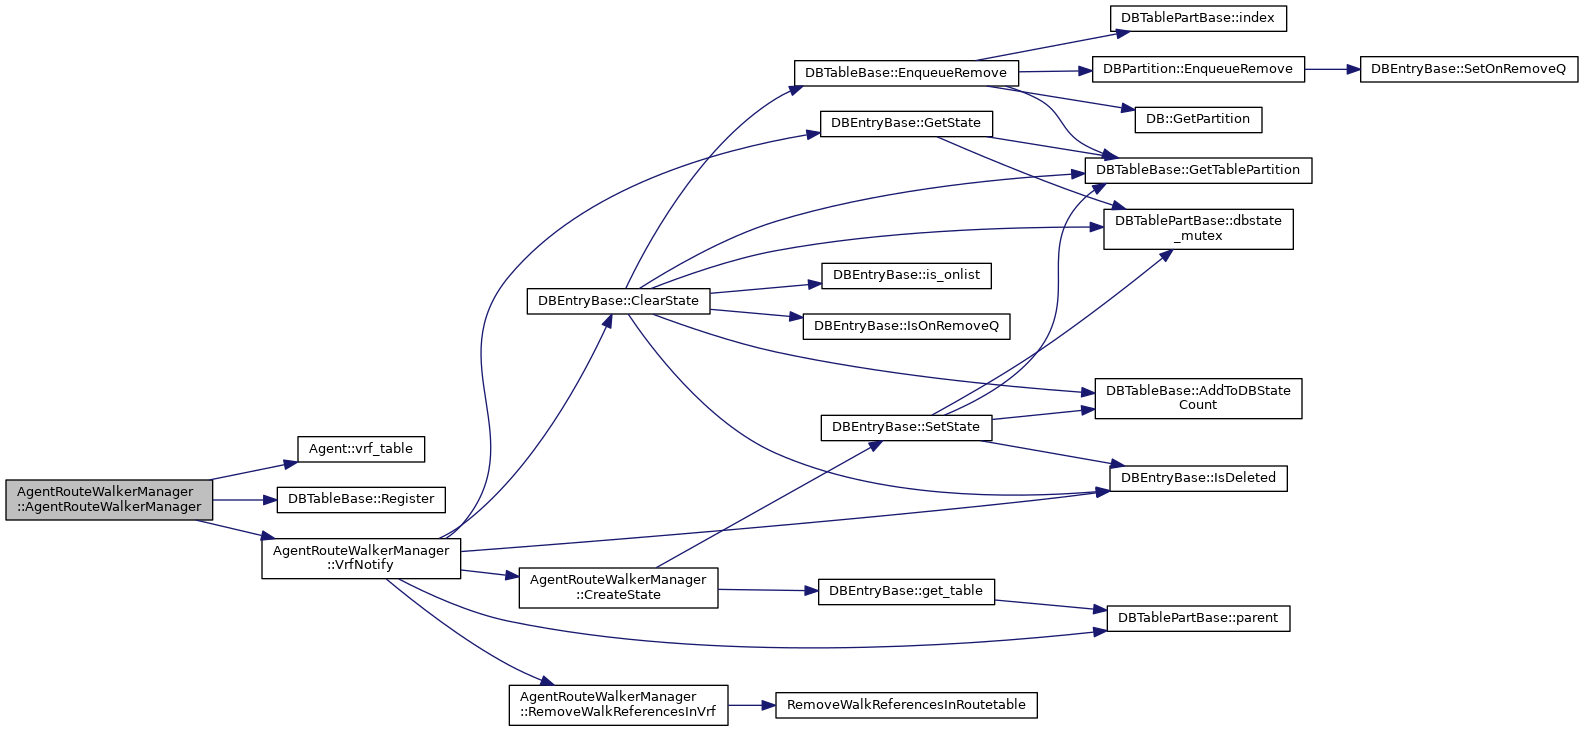 DBTablePartBase::index
DBTableBase::EnqueueRemove
DBPartition::EnqueueRemove
DBEntryBase::SetOnRemoveQ
DBEntryBase::GetState
DB::GetPartition
DBTableBase::GetTablePartition
DBTablePartBase::dbstate
_mutex
DBEntryBase::is_onlist
DBEntryBase::ClearState
DBEntryBase::IsOnRemoveQ
DBTableBase::AddToDBState
Count
DBEntryBase::SetState
Agent::vrf_table
DBEntryBase::IsDeleted
AgentRouteWalkerManager
::AgentRouteWalkerManager
DBTableBase::Register
AgentRouteWalkerManager
::VrfNotify
AgentRouteWalkerManager
::CreateState
DBEntryBase::get_table
DBTablePartBase::parent
AgentRouteWalkerManager
::RemoveWalkReferencesInVrf
RemoveWalkReferencesInRoutetable